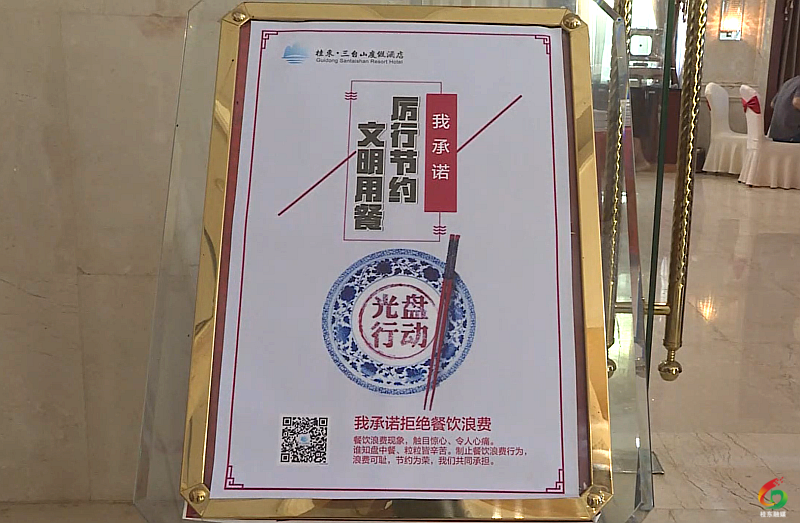 桂东·三台山度假酒店
Guidong Santaishan Resort Hotel
我承诺
厉行节约
文明用餐
光盘
行动
我承诺拒绝餐饮浪费
餐饮浪费现象，触目惊心、令人心痛。
谁知盘中餐、粒粒皆辛苦。制止餐饮浪费行为，
浪费可耻，节约为荣，我们共同承担。
桂东融媒